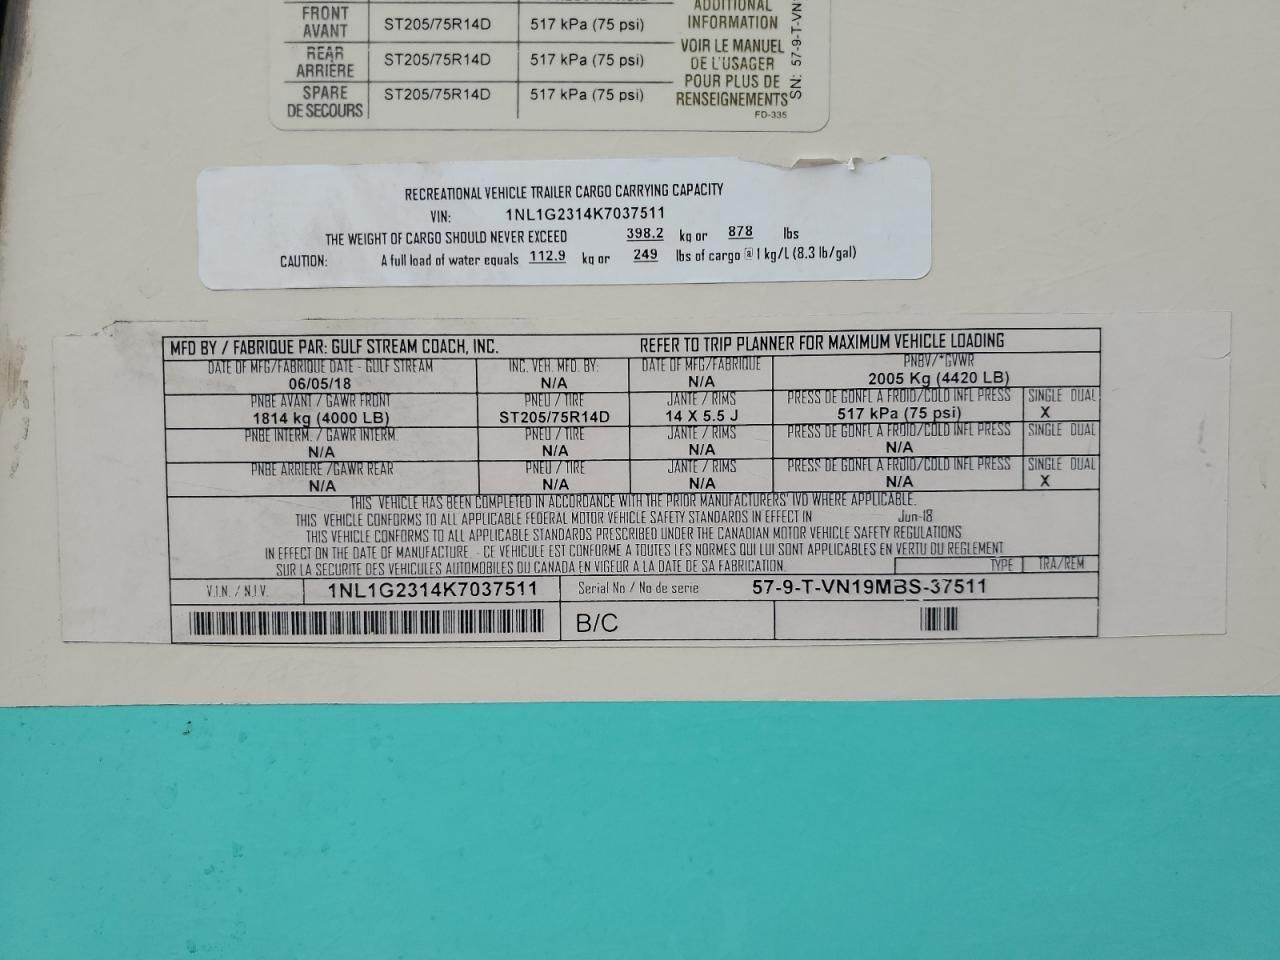 ADDITIONAL
INFORMATION
FRONT
AVANT
ST205/75R14D
517 kPa (75 psi)
REAR
ARRIÈRE
ST205/75R14D
517 kPa (75 psi)
SPARE
DE SECOURS
ST205/75R14D
517 kPa (75 psi)
VOIR LE MANUEL
DE L'USAGER
POUR PLUS DE
RENSEIGNEMENTS
FD-335
SN: 57-9-T-VN
RECREATIONAL VEHICLE TRAILER CARGO CARRYING CAPACITY
VIN: 1NL1G2314K7037511
THE WEIGHT OF CARGO SHOULD NEVER EXCEED 398.2 kg or 878 lbs
CAUTION: A full load of water equals 112.9 kg or 249 lbs of cargo @ 1 kg/L (8.3 lb/gal)
MFD BY / FABRIQUE PAR: GULF STREAM COACH, INC. REFER TO TRIP PLANNER FOR MAXIMUM VEHICLE LOADING
DATE OF MFG/FABRIQUE DATE - GULF STREAM INC. VEH. MFD. BY: DATE OF MFG/FABRIQUE PNBV/*GVWR
06/05/18 N/A N/A 2005 Kg (4420 LB)
PNBE AVANT / GAWR FRONT PNEU / TIRE JANTE / RIMS PRESS DE GONFL A FROID/COLD INFL PRESS SINGLE DUAL
1814 kg (4000 LB) ST205/75R14D 14 X 5.5 J 517 kPa (75 psi) X
PNBE INTERM. / GAWR INTERM. PNEU / TIRE JANTE / RIMS PRESS DE GONFL A FROID/COLD INFL PRESS SINGLE DUAL
N/A N/A N/A N/A
PNBE ARRIERE /GAWR REAR PNEU / TIRE JANTE / RIMS PRESS DE GONFL A FROID/COLD INFL PRESS SINGLE DUAL
N/A N/A N/A N/A X
THIS VEHICLE HAS BEEN COMPLETED IN ACCORDANCE WITH THE PRIOR MANUFACTURERS' IVD WHERE APPLICABLE.
THIS VEHICLE CONFORMS TO ALL APPLICABLE FEDERAL MOTOR VEHICLE SAFETY STANDARDS IN EFFECT IN Jun-18
THIS VEHICLE CONFORMS TO ALL APPLICABLE STANDARDS PRESCRIBED UNDER THE CANADIAN MOTOR VEHICLE SAFETY REGULATIONS
IN EFFECT ON THE DATE OF MANUFACTURE. - CE VEHICULE EST CONFORME A TOUTES LES NORMES QUI LUI SONT APPLICABLES EN VERTU DU REGLEMENT
SUR LA SECURITE DES VEHICULES AUTOMOBILES DU CANADA EN VIGEUR A LA DATE DE SA FABRICATION. TYPE TRA/REM
V.I.N. / N.I.V. 1NL1G2314K7037511 Serial No / No de serie 57-9-T-VN19MBS-37511
B/C